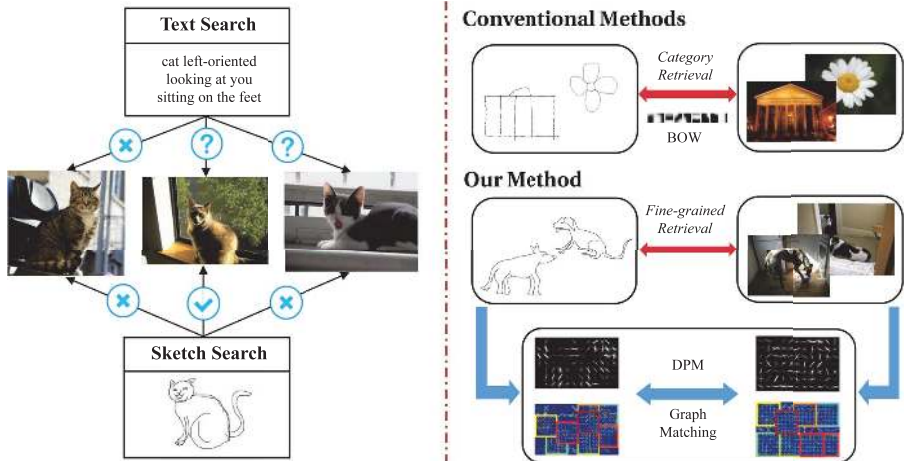 Text Search
cat left-oriented
looking at you
sitting on the feet
?
?
Sketch Search
Conventional Methods
Category
Retrieval
BOW
Our Method
Fine-grained
Retrieval
DPM
Graph
Matching